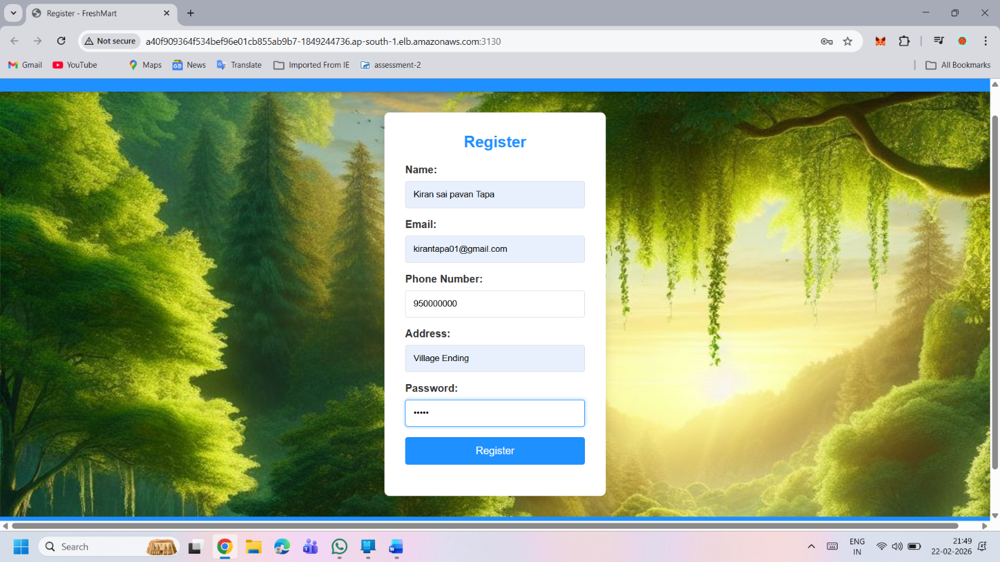 Register - FreshMart
Not secure
a40f909364f534bef96e01cb855ab9b7-1849244736.ap-south-1.elb.amazonaws.com:3130
Gmail
YouTube
Maps
News
Translate
Imported From IE
assessment-2
All Bookmarks
Register
Name:
Kiran sai pavan Tapa
Email:
kirantapa01@gmail.com
Phone Number:
950000000
Address:
Village Ending
Password:
•••••
Register
Search
ENG
IN
21:49
22-02-2026